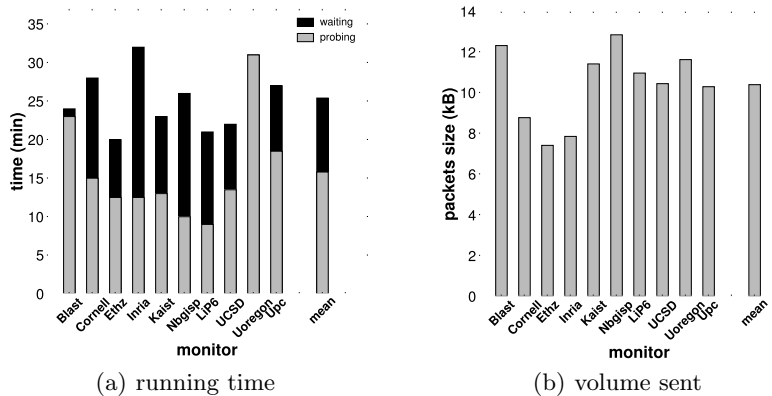 waiting
probing
35
30
25
20
15
10
5
0
time (min)
Blast
Cornell
Ethz
Inria
Kaist
Nbgisp
LiP6
UCSD
Uoregon
Upc
mean
monitor
(a) running time
14
12
10
8
6
4
2
0
packets size (kB)
Blast
Cornell
Ethz
Inria
Kaist
Nbgisp
LiP6
UCSD
Uoregon
Upc
mean
monitor
(b) volume sent